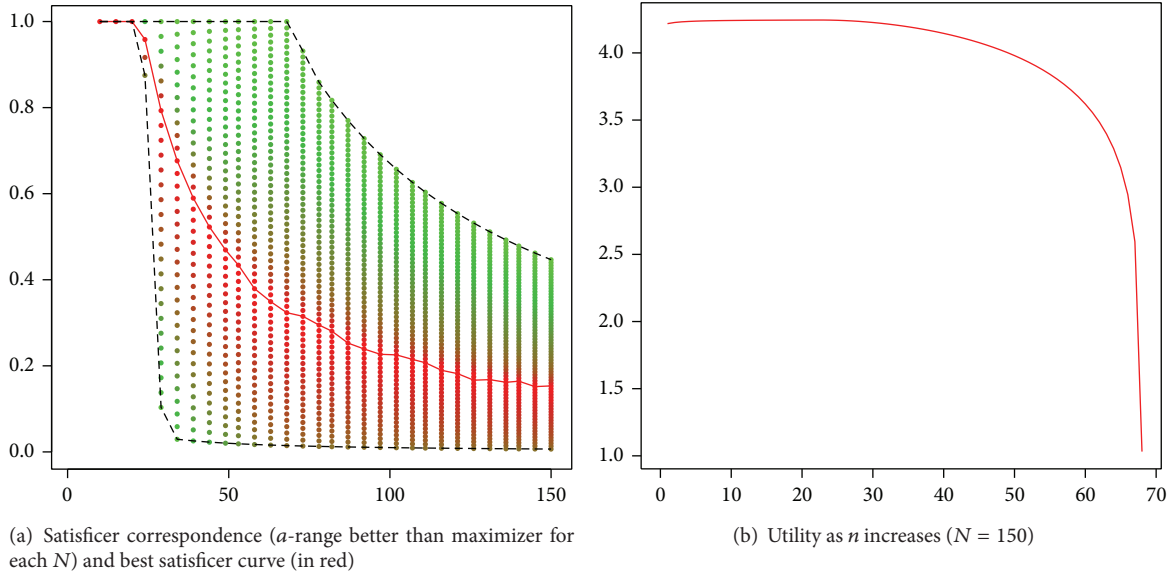 1.0
0.8
0.6
0.4
0.2
0.0
0 50 100 150
(a) Satisficer correspondence (a-range better than maximizer for
each N) and best satisficer curve (in red)
4.0
3.5
4.0
2.5
4.0
1.5
1.0
0 10 20 30 40 50 60 70
(b) Utility as n increases (N = 150)